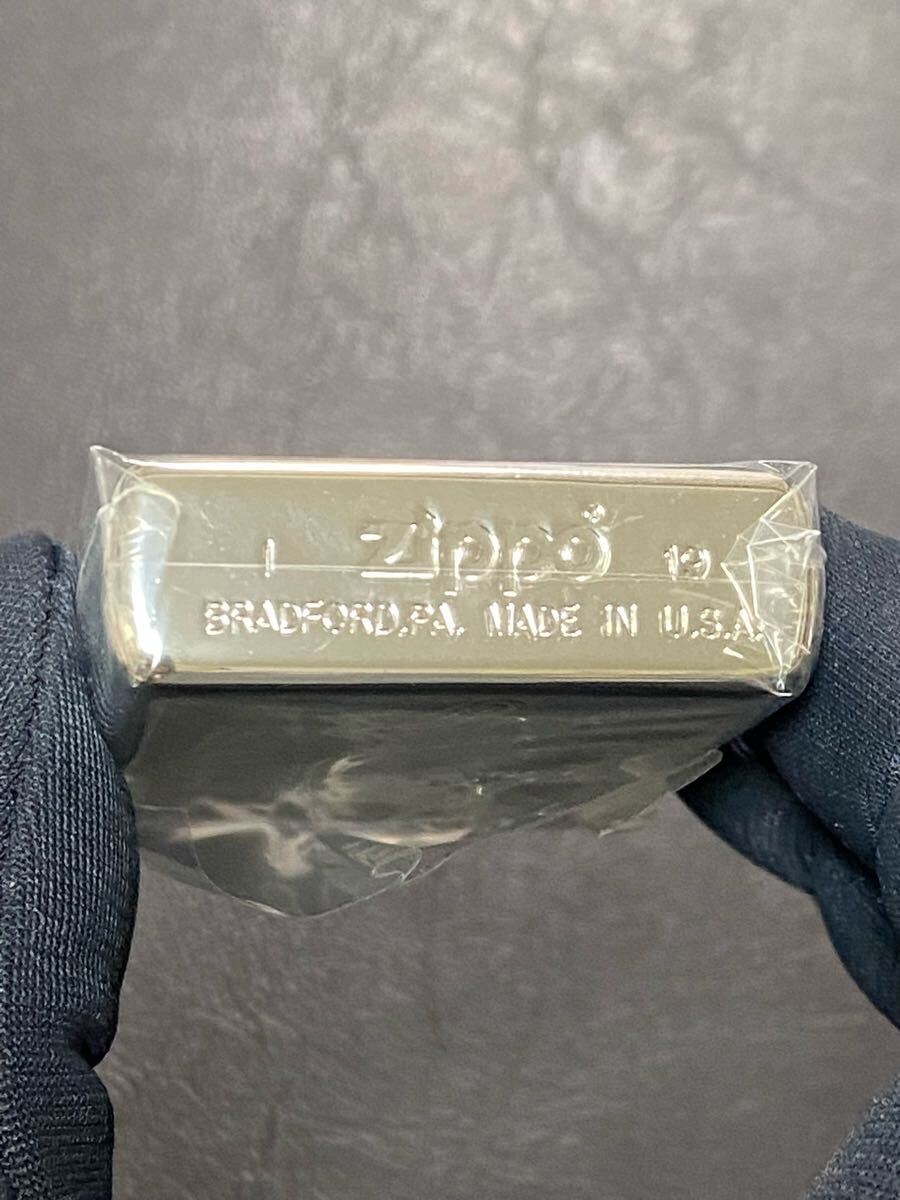 I Zippo® 19
BRADFORD,PA. MADE IN U.S.A.